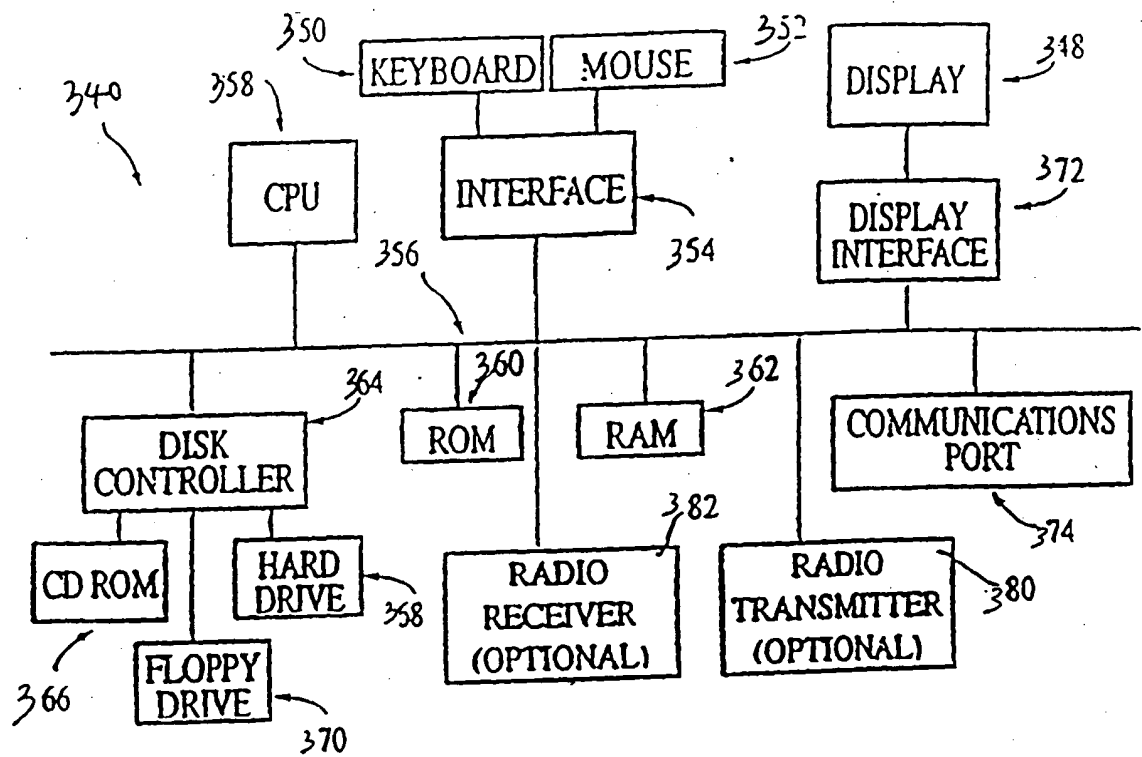 350
KEYBOARD
MOUSE
352
DISPLAY
348
340
358
CPU
INTERFACE
354
372
DISPLAY
INTERFACE
356
364
DISK
CONTROLLER
360
ROM
362
RAM
COMMUNICATIONS
PORT
374
CD ROM
366
HARD
DRIVE
358
FLOPPY
DRIVE
370
382
RADIO
RECEIVER
(OPTIONAL)
380
RADIO
TRANSMITTER
(OPTIONAL)